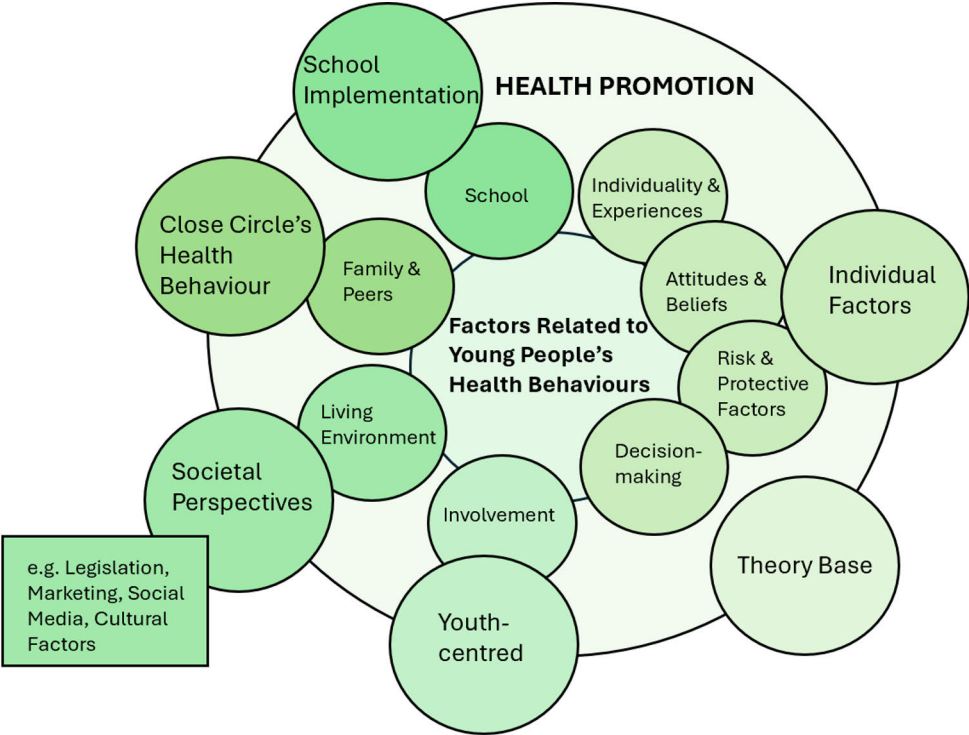 School
Implementation
HEALTH PROMOTION
School
Individuality &
Experiences
Close Circle’s
Health
Behaviour
Family &
Peers
Attitudes &
Beliefs
Individual
Factors
Factors Related to
Young People’s
Health Behaviours
Risk &
Protective
Factors
Living
Environment
Decision-
making
Societal
Perspectives
Involvement
Theory Base
e.g. Legislation,
Marketing, Social
Media, Cultural
Factors
Youth-
centred